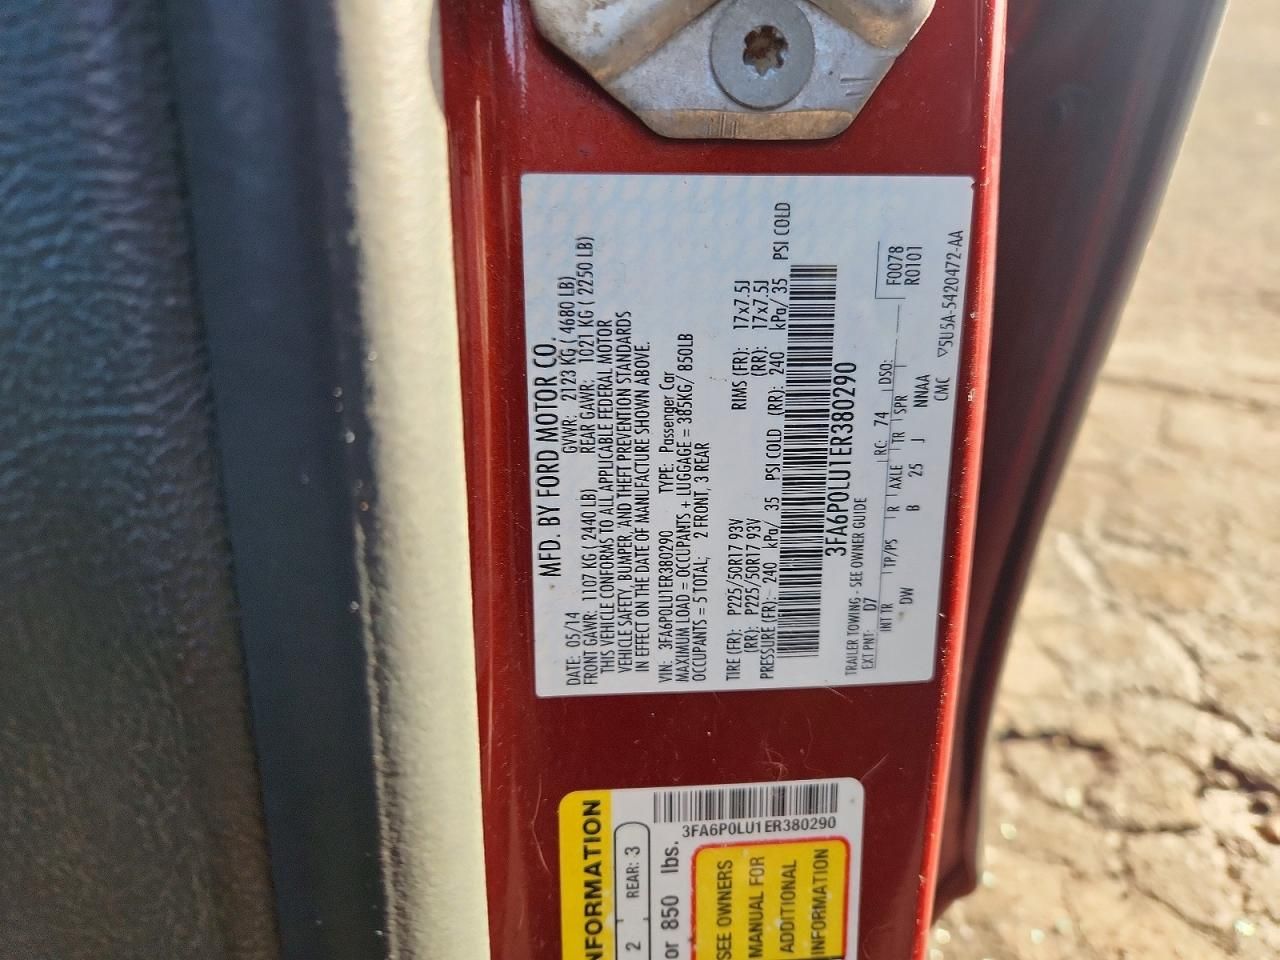 MFD. BY FORD MOTOR CO.
DATE: 05/14 GVWR: 2123 KG ( 4680 LB)
FRONT GAWR: 1107 KG ( 2440 LB) REAR GAWR: 1021 KG ( 2250 LB)
THIS VEHICLE CONFORMS TO ALL APPLICABLE FEDERAL MOTOR
VEHICLE SAFETY, BUMPER, AND THEFT PREVENTION STANDARDS
IN EFFECT ON THE DATE OF MANUFACTURE SHOWN ABOVE.
VIN: 3FA6P0LU1ER380290 TYPE: Passenger Car
MAXIMUM LOAD = OCCUPANTS + LUGGAGE = 385KG/ 850LB
OCCUPANTS = 5 TOTAL: 2 FRONT, 3 REAR
TIRE (FR): P225/50R17 93V RIMS (FR): 17x7.5J
(RR): P225/50R17 93V (RR): 17x7.5J
PRESSURE (FR): 240 kPa/ 35 PSI COLD (RR): 240 kPa/ 35 PSI COLD
3FA6P0LU1ER380290
TRAILER TOWING - SEE OWNER GUIDE
EXT PNT: D7 RC: 74 DSO: F0078
R0101
INT TR TP/PS R AXLE TR SPR
DW B 25 J NNAA
CMC ▽5U5A-5420472-AA
NFORMATION
2 REAR: 3
or 850 lbs.
3FA6P0LU1ER380290
SEE OWNERS
MANUAL FOR
ADDITIONAL
INFORMATION